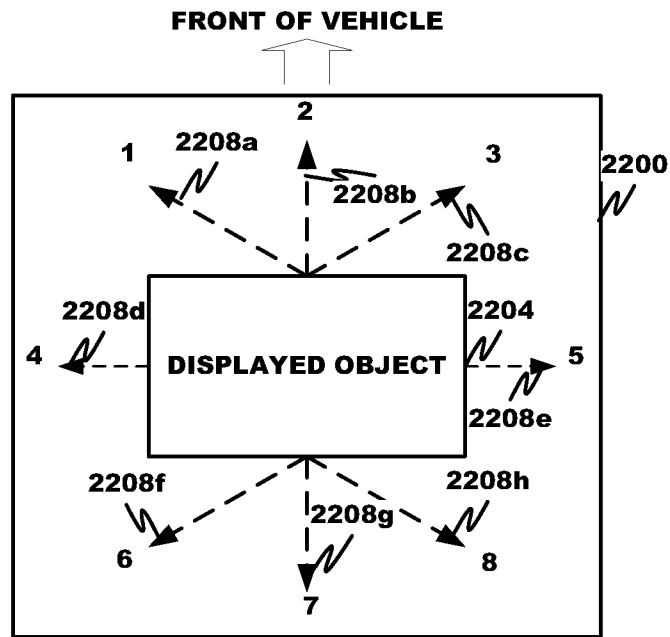 FRONT OF VEHICLE
2
1
2208a
3
2200
2208b
2208c
2208d
2204
4
DISPLAYED OBJECT
5
2208e
2208f
2208h
2208g
6
8
7